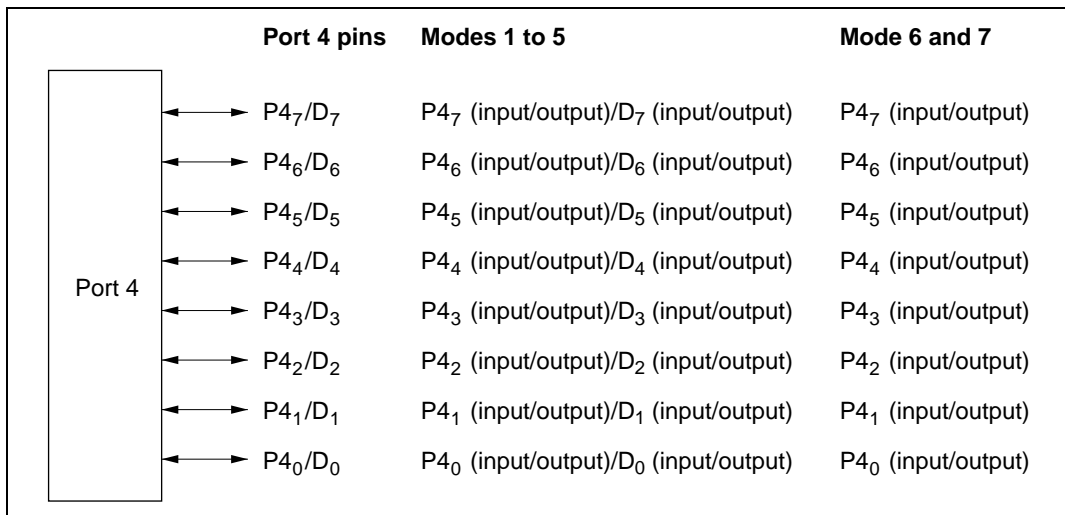 Port 4 pins Modes 1 to 5 Mode 6 and 7
P4₇/D₇ P4₇ (input/output)/D₇ (input/output) P4₇ (input/output)
P4₆/D₆ P4₆ (input/output)/D₆ (input/output) P4₆ (input/output)
P4₅/D₅ P4₅ (input/output)/D₅ (input/output) P4₅ (input/output)
P4₄/D₄ P4₄ (input/output)/D₄ (input/output) P4₄ (input/output)
Port 4
P4₃/D₃ P4₃ (input/output)/D₃ (input/output) P4₃ (input/output)
P4₂/D₂ P4₂ (input/output)/D₂ (input/output) P4₂ (input/output)
P4₁/D₁ P4₁ (input/output)/D₁ (input/output) P4₁ (input/output)
P4₀/D₀ P4₀ (input/output)/D₀ (input/output) P4₀ (input/output)